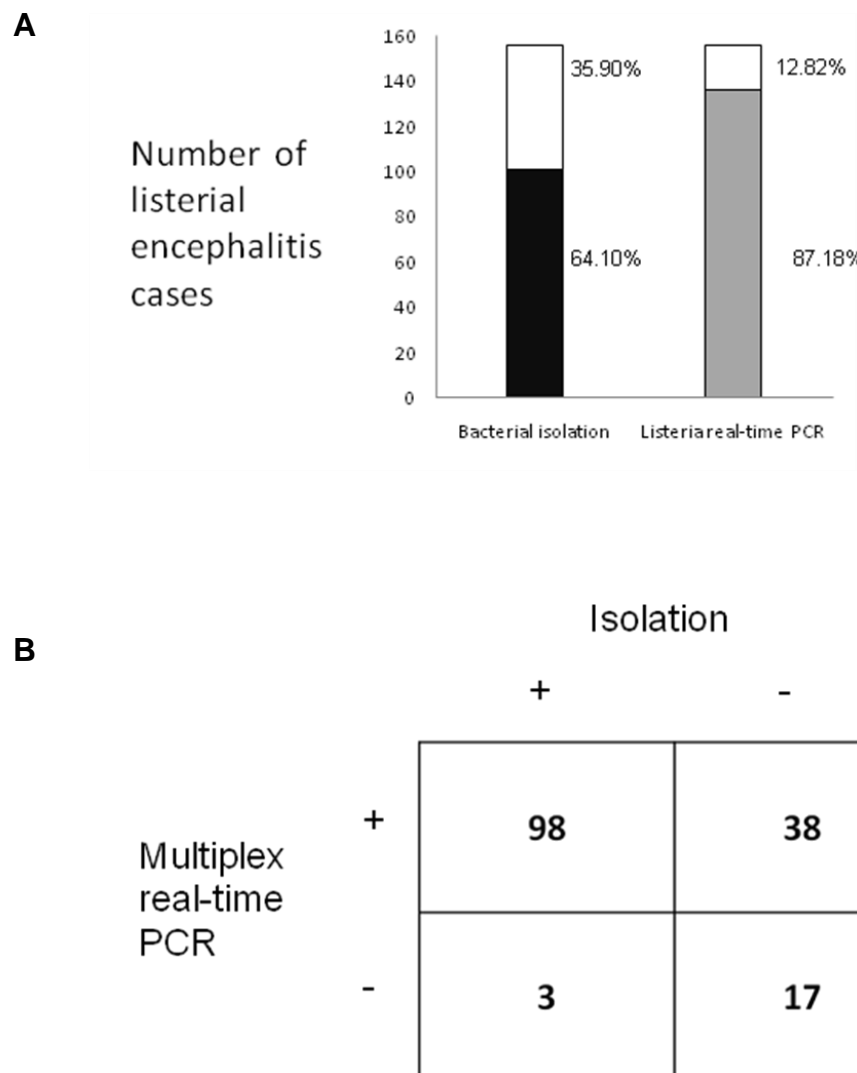 A
160
140
120
100
80
60
40
20
0
35.90%
12.82%
64.10%
87.18%
Number of
listerial
encephalitis
cases
Bacterial isolation
Listeria real-time PCR
B
Isolation
+ -
Multiplex
real-time
PCR
+
98 38
-
3 17